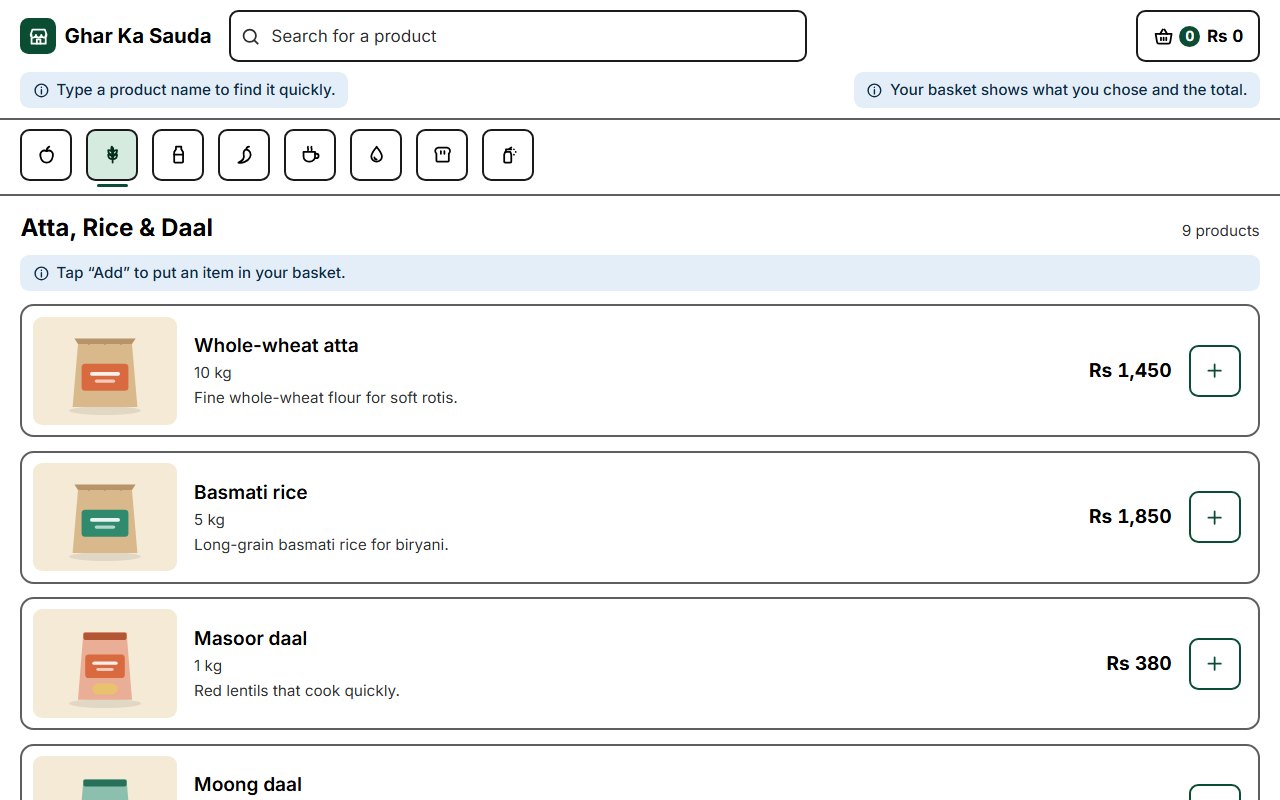 Ghar Ka Sauda
Search for a product
0 Rs 0
Type a product name to find it quickly.
Your basket shows what you chose and the total.
Atta, Rice & Daal
9 products
Tap “Add” to put an item in your basket.
Whole-wheat atta
10 kg
Fine whole-wheat flour for soft rotis.
Rs 1,450
Basmati rice
5 kg
Long-grain basmati rice for biryani.
Rs 1,850
Masoor daal
1 kg
Red lentils that cook quickly.
Rs 380
Moong daal